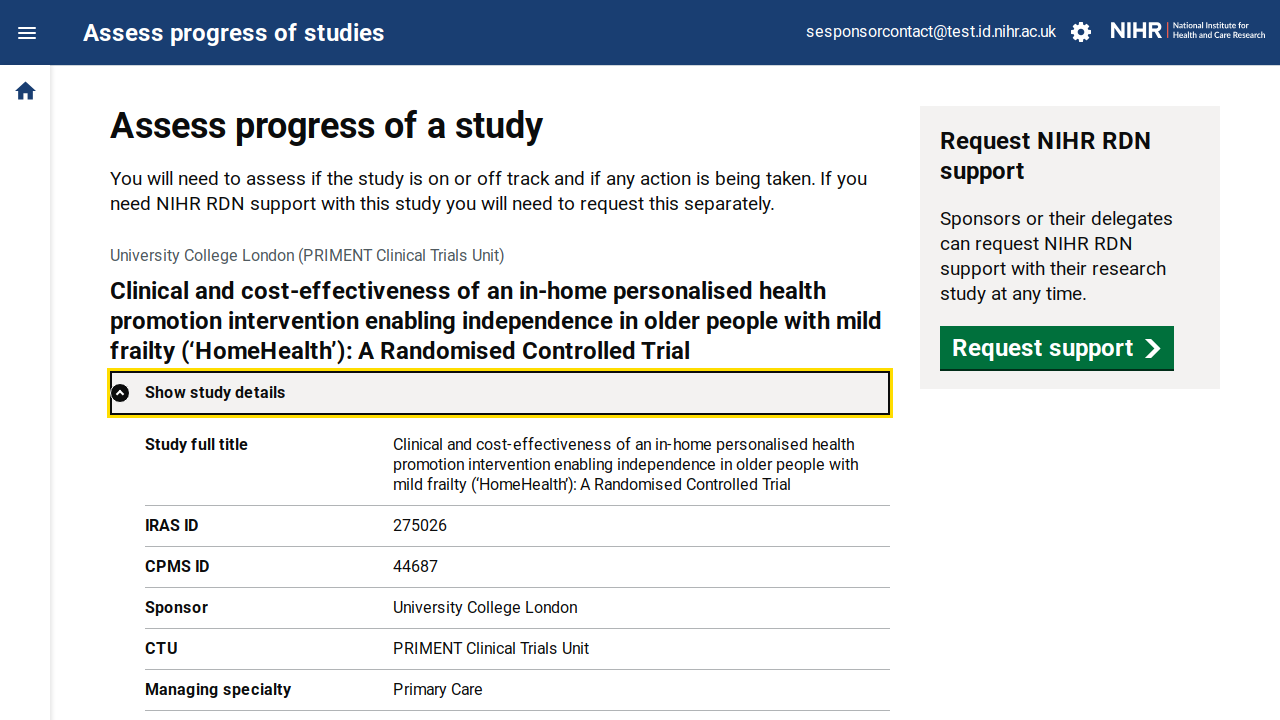 Assess progress of studies
sesponsorcontact@test.id.nihr.ac.uk
NIHR
National Institute for
Health and Care Research
Assess progress of a study
You will need to assess if the study is on or off track and if any action is being taken. If you
need NIHR RDN support with this study you will need to request this separately.
University College London (PRIMENT Clinical Trials Unit)
Clinical and cost-effectiveness of an in-home personalised health
promotion intervention enabling independence in older people with mild
frailty (‘HomeHealth’): A Randomised Controlled Trial
Show study details
Study full title
Clinical and cost-effectiveness of an in-home personalised health
promotion intervention enabling independence in older people with
mild frailty (‘HomeHealth’): A Randomised Controlled Trial
IRAS ID
275026
CPMS ID
44687
Sponsor
University College London
CTU
PRIMENT Clinical Trials Unit
Managing specialty
Primary Care
Request NIHR RDN
support
Sponsors or their delegates
can request NIHR RDN
support with their research
study at any time.
Request support